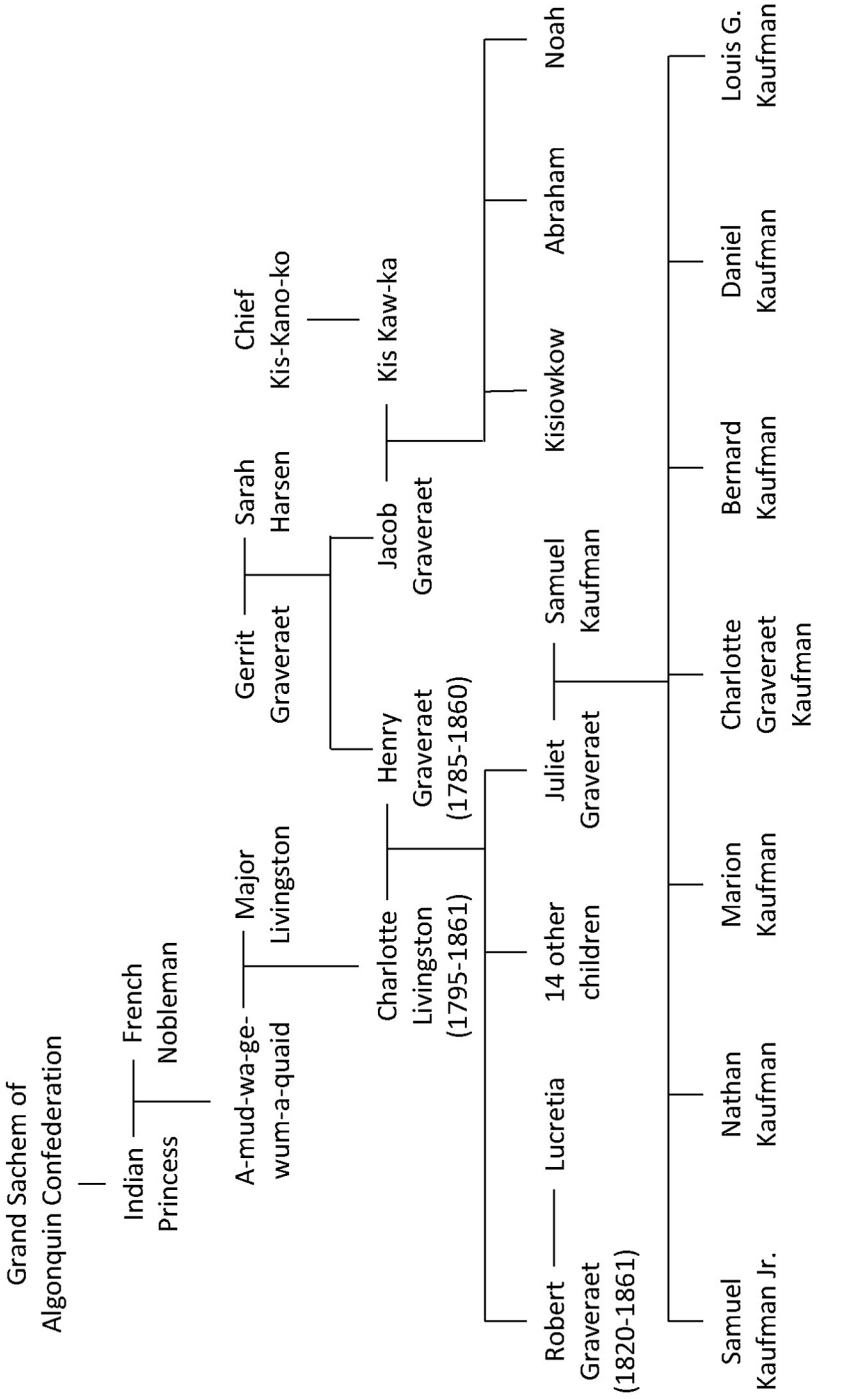 Grand Sachem of
Algonquin Confederation
Indian
Princess
French
Nobleman
A-mud-wa-ge-
wum-a-quaid
Major
Livingston
Gerrit
Graveraet
Sarah
Harsen
Chief
Kis-Kano-ko
Charlotte
Livingston
(1795-1861)
Henry
Graveraet
(1785-1860)
Jacob
Graveraet
Kis Kaw-ka
Robert
Graveraet
(1820-1861)
Lucretia
14 other
children
Juliet
Graveraet
Samuel
Kaufman
Kisiowkow
Abraham
Noah
Samuel
Kaufman Jr.
Nathan
Kaufman
Marion
Kaufman
Charlotte
Graveraet
Kaufman
Bernard
Kaufman
Daniel
Kaufman
Louis G.
Kaufman